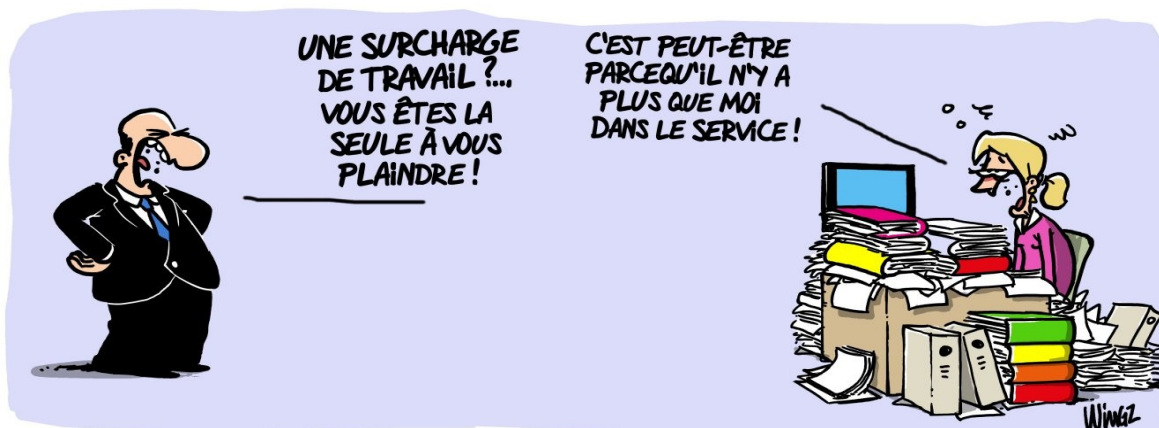 UNE SURCHARGE
DE TRAVAIL ?...
VOUS ÊTES LA
SEULE À VOUS
PLAINDRE !
C'EST PEUT-ÊTRE
PARCEQU'IL N'Y A
PLUS QUE MOI
DANS LE SERVICE !
WINGZ